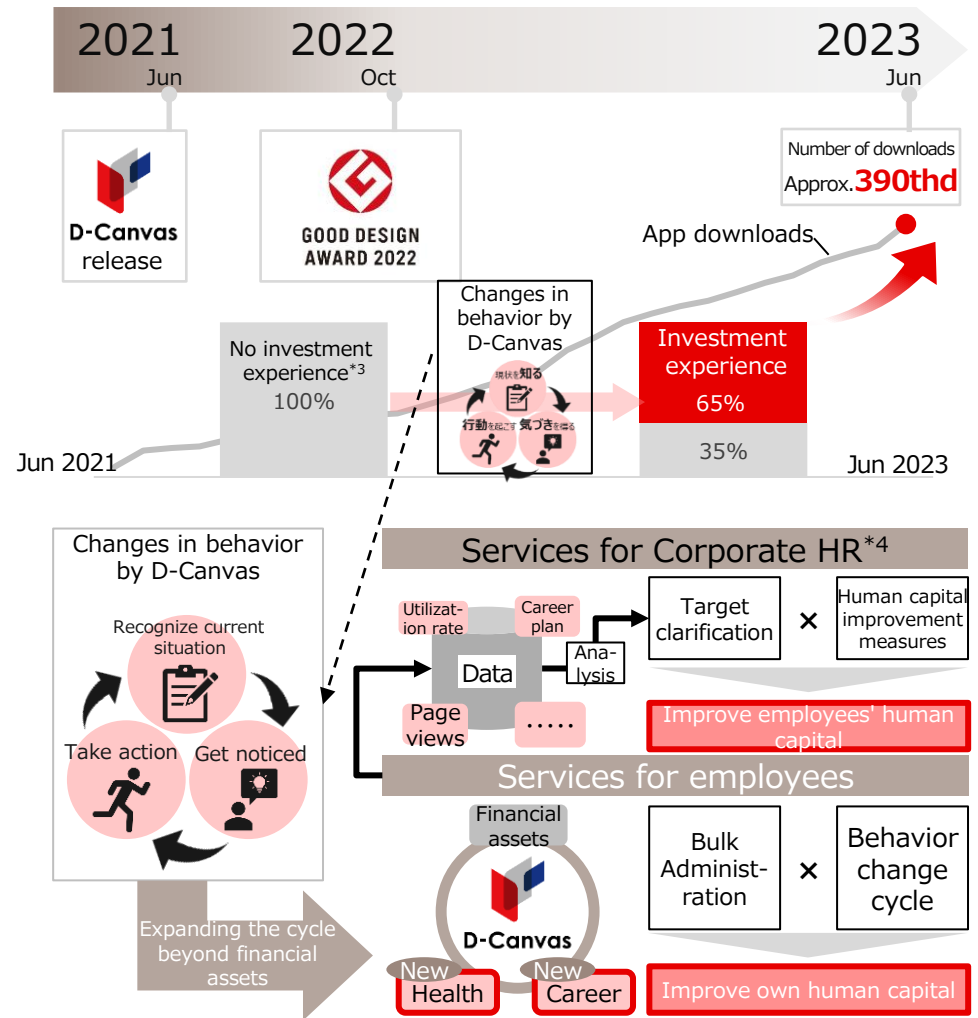 2021
Jun
2022
Oct
2023
Jun
D-Canvas
release
GOOD DESIGN
AWARD 2022
Number of downloads
Approx.390thd
App downloads
Changes in
behavior by
D-Canvas
現状を知る
行動を起こす
気づきを得る
No investment
experience*3
100%
Investment
experience
65%
35%
Jun 2021
Jun 2023
Changes in behavior
by D-Canvas
Recognize current
situation
Take action
Get noticed
Expanding the cycle
beyond financial
assets
Services for Corporate HR*4
Utilizat-
ion rate
Career
plan
Data
Page
views
.....
Ana-
lysis
Target
clarification
×
Human capital
improvement
measures
Improve employees' human
capital
Services for employees
Financial
assets
D-Canvas
New
Health
New
Career
Bulk
Administ-
ration
×
Behavior
change
cycle
Improve own human capital